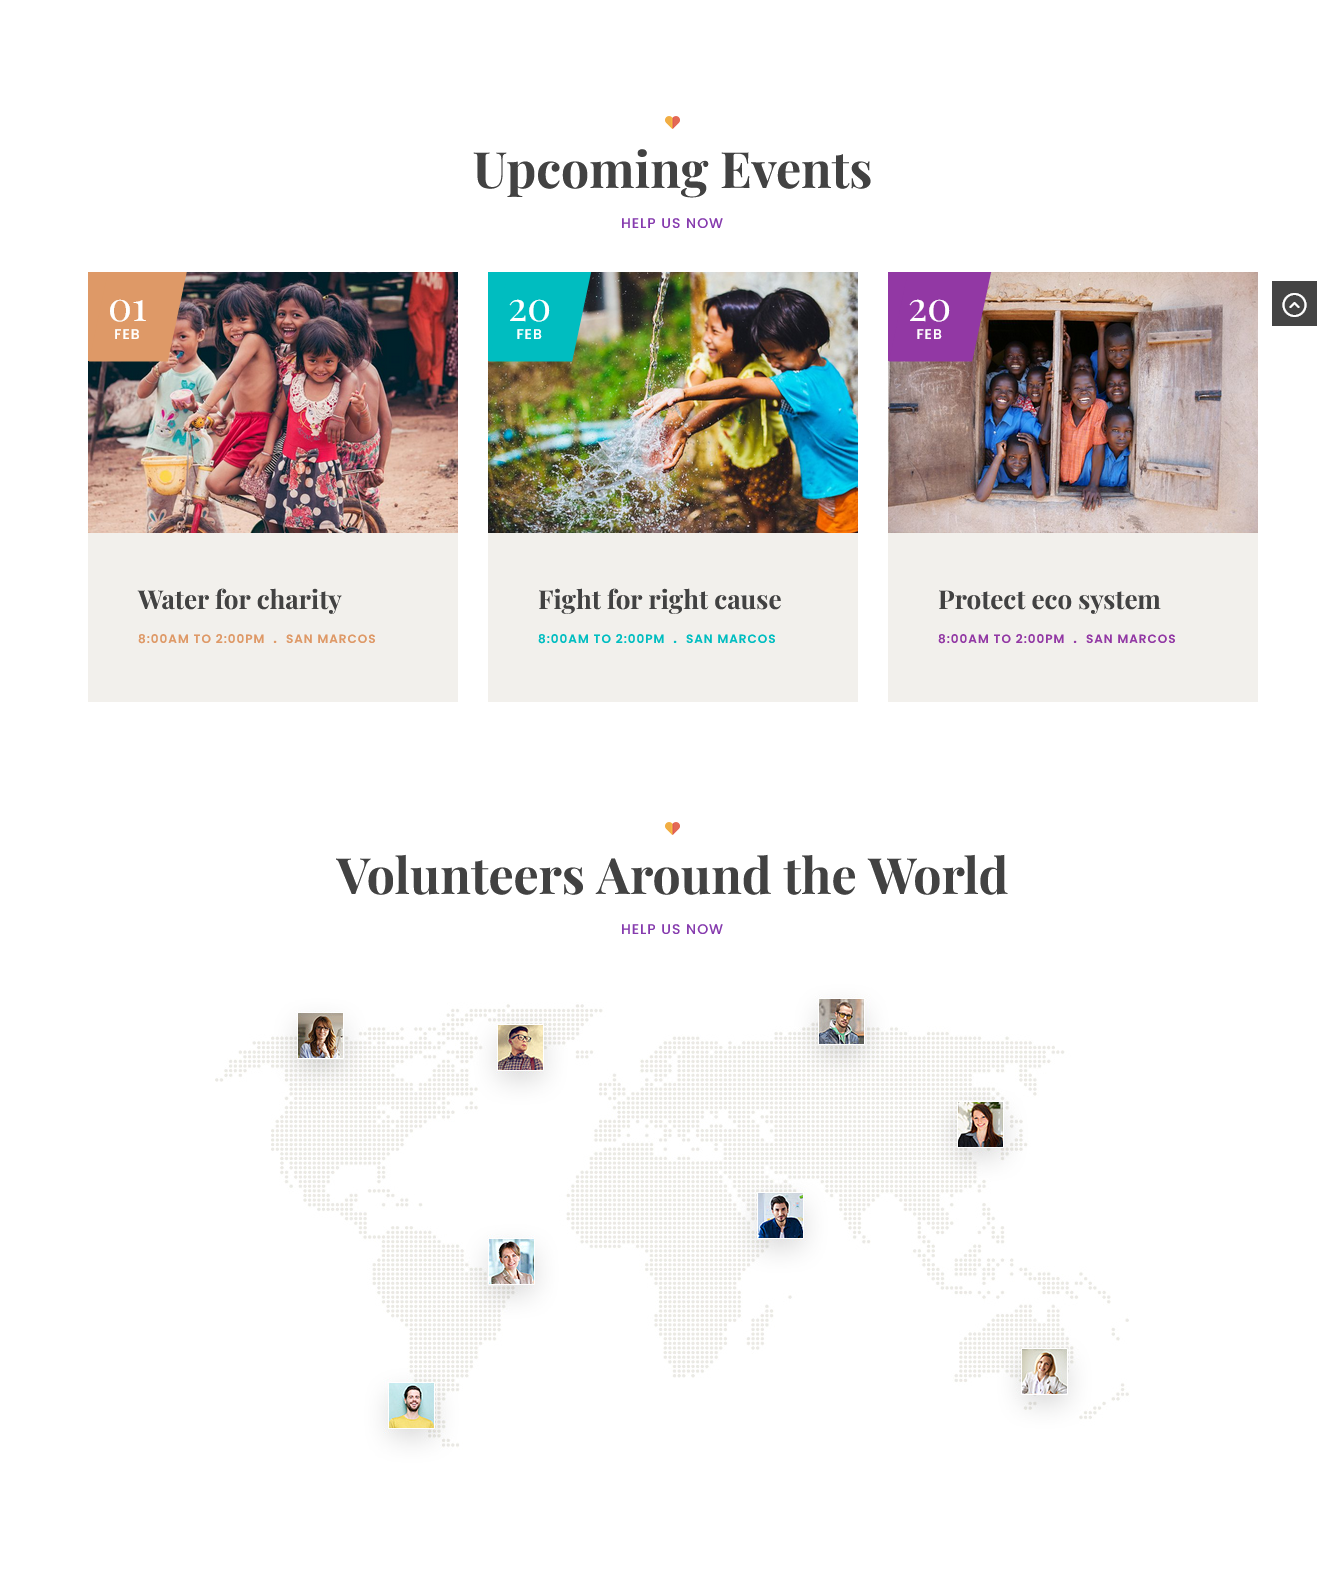 Upcoming Events
HELP US NOW
01
FEB
20
FEB
20
FEB
Water for charity
8:00AM TO 2:00PM . SAN MARCOS
Fight for right cause
8:00AM TO 2:00PM . SAN MARCOS
Protect eco system
8:00AM TO 2:00PM . SAN MARCOS
Volunteers Around the World
HELP US NOW